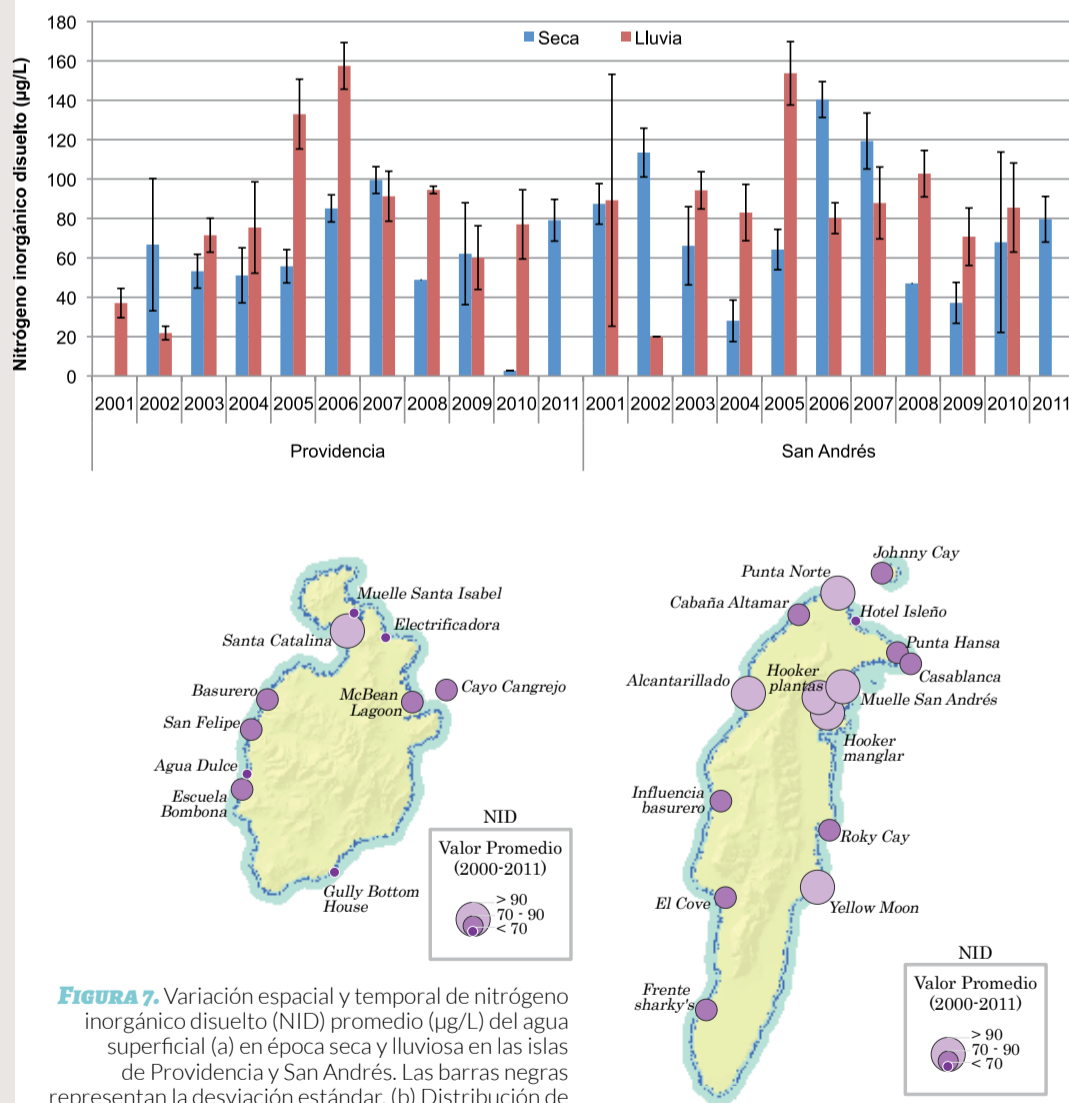 Nitrógeno inorgánico disuelto (µg/L)
180
160
140
120
100
80
60
40
20
0
Seca
Lluvia
2001 2002 2003 2004 2005 2006 2007 2008 2009 2010 2011 2001 2002 2003 2004 2005 2006 2007 2008 2009 2010 2011
Providencia
San Andrés
Muelle Santa Isabel
Electrificadora
Santa Catalina
Basurero
McBean
Lagoon
Cayo Cangrejo
San Felipe
Agua Dulce
Escuela
Bombona
Gully Bottom
House
NID
Valor Promedio
(2000-2011)
> 90
70 - 90
< 70
Johnny Cay
Punta Norte
Cabaña Altamar
Hotel Isleño
Punta Hansa
Casablanca
Hooker
plantas
Alcantarillado
Muelle San Andrés
Hooker
manglar
Influencia
basurero
Roky Cay
El Cove
Yellow Moon
Frente
sharky's
NID
Valor Promedio
(2000-2011)
> 90
70 - 90
< 70
FIGURA 7. Variación espacial y temporal de nitrógeno
inorgánico disuelto (NID) promedio (µg/L) del agua
superficial (a) en época seca y lluviosa en las islas
de Providencia y San Andrés. Las barras negras
representan la desviación estándar. (b) Distribución de